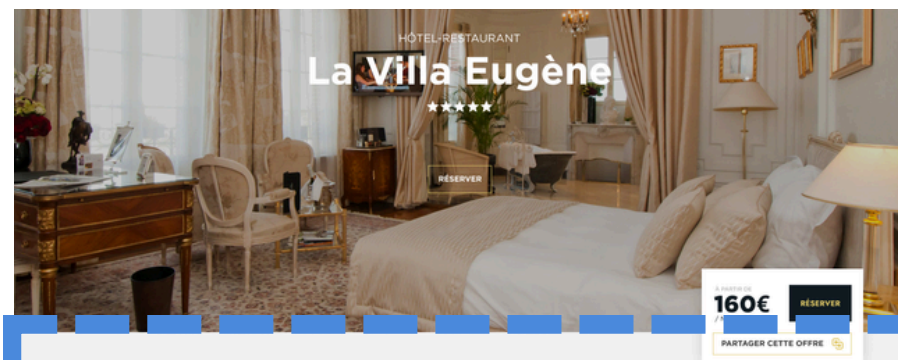 HÔTEL-RESTAURANT
La Villa Eugène
★★★★★
RÉSERVER
À PARTIR DE
160€
RÉSERVER
PARTAGER CETTE OFFRE